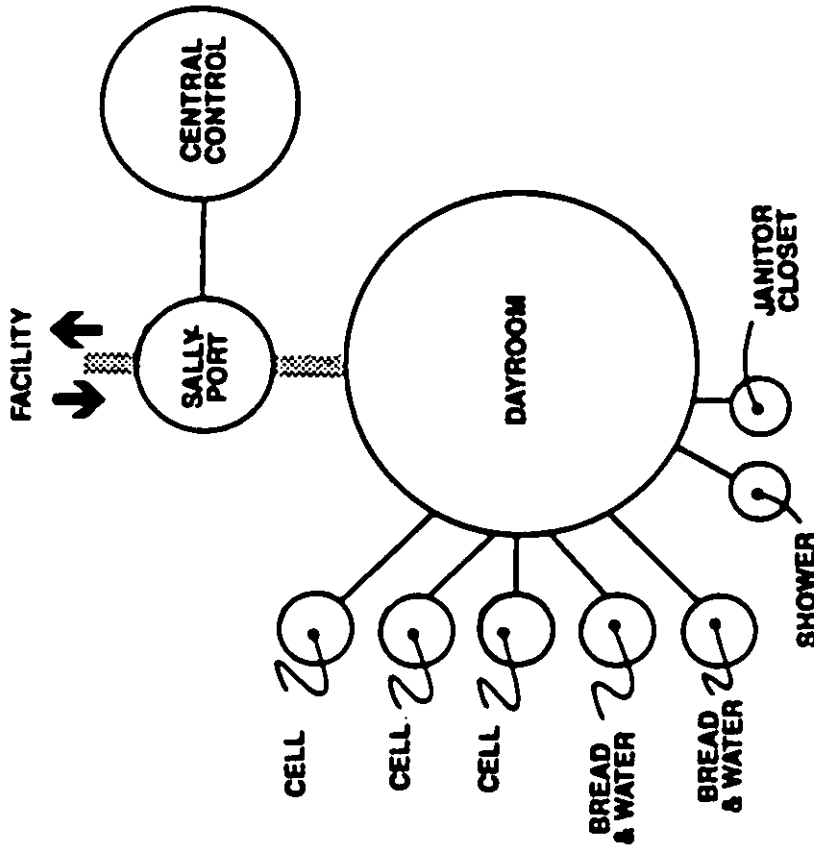 FACILITY
SALLY-
PORT
CENTRAL
CONTROL
DAYROOM
CELL
CELL
CELL
BREAD
& WATER
BREAD
& WATER
SHOWER
JANITOR
CLOSET